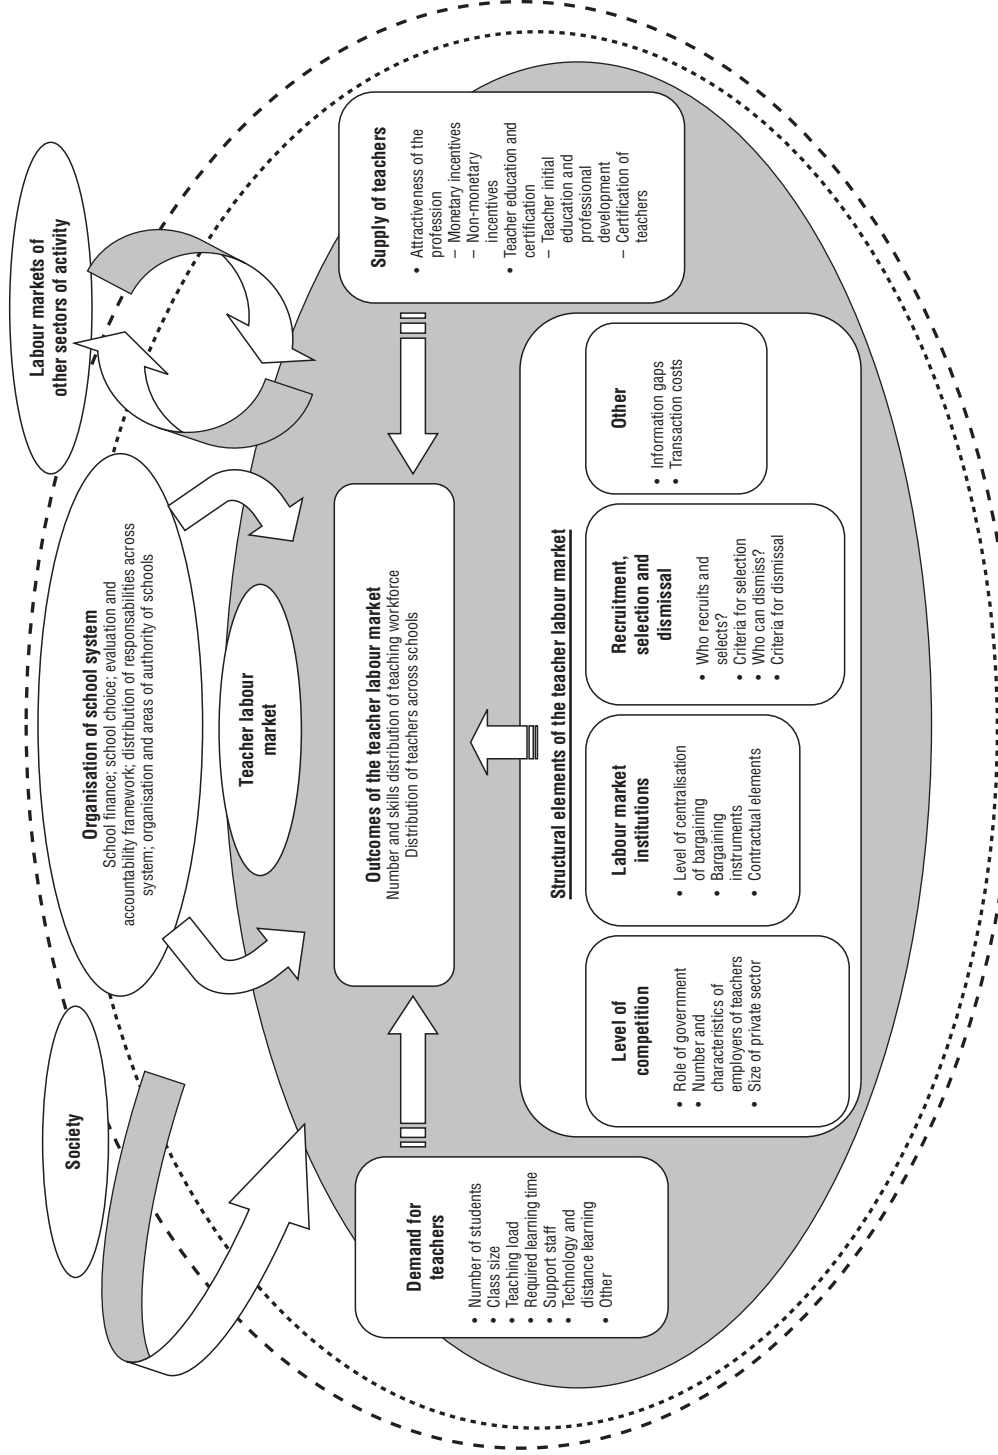 Society
Organisation of school system
School finance; school choice; evaluation and
accountability framework; distribution of responsabilities across
system; organisation and areas of authority of schools
Labour markets of
other sectors of activity
Teacher labour
market
Demand for
teachers
• Number of students
• Class size
• Teaching load
• Required learning time
• Support staff
• Technology and
distance learning
• Other
Outcomes of the teacher labour market
Number and skills distribution of teaching workforce
Distribution of teachers across schools
Supply of teachers
• Attractiveness of the
profession
– Monetary incentives
– Non-monetary
incentives
• Teacher education and
certification
– Teacher initial
education and
professional
development
– Certification of
teachers
Structural elements of the teacher labour market
Level of
competition
• Role of government
• Number and
characteristics of
employers of teachers
• Size of private sector
Labour market
institutions
• Level of centralisation
of bargaining
• Bargaining
instruments
• Contractual elements
Recruitment,
selection and
dismissal
• Who recruits and
selects?
• Criteria for selection
• Who can dismiss?
• Criteria for dismissal
Other
• Information gaps
• Transaction costs